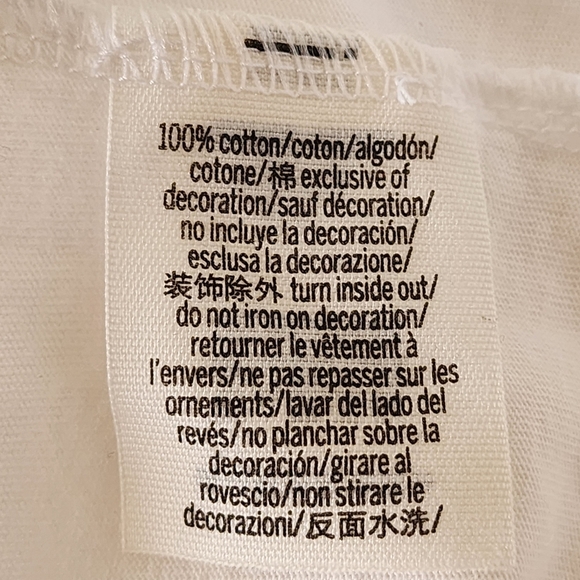 100% cotton/coton/algodón/
cotone/棉 exclusive of
decoration/sauf décoration/
no incluye la decoración/
esclusa la decorazione/
装饰除外 turn inside out/
do not iron on decoration/
retourner le vêtement à
l'envers/ne pas repasser sur les
ornements/lavar del lado del
revés/no planchar sobre la
decoración/girare al
rovescio/non stirare le
decorazioni/反面水洗/